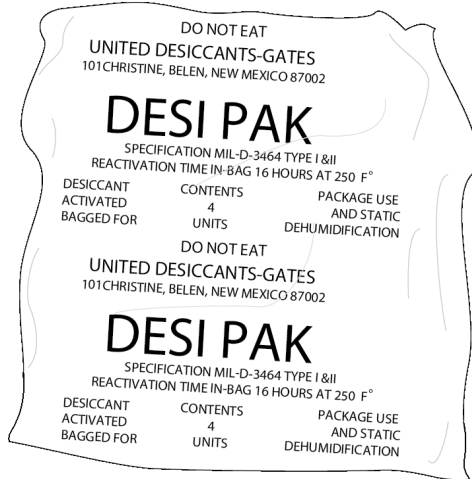 DO NOT EAT
UNITED DESICCANTS-GATES
101CHRISTINE, BELEN, NEW MEXICO 87002
DESI PAK
SPECIFICATION MIL-D-3464 TYPE I &II
REACTIVATION TIME IN-BAG 16 HOURS AT 250 F°
DESICCANT CONTENTS PACKAGE USE
ACTIVATED 4 AND STATIC
BAGGED FOR UNITS DEHUMIDIFICATION
DO NOT EAT
UNITED DESICCANTS-GATES
101CHRISTINE, BELEN, NEW MEXICO 87002
DESI PAK
SPECIFICATION MIL-D-3464 TYPE I &II
REACTIVATION TIME IN-BAG 16 HOURS AT 250 F°
DESICCANT CONTENTS PACKAGE USE
ACTIVATED 4 AND STATIC
BAGGED FOR UNITS DEHUMIDIFICATION